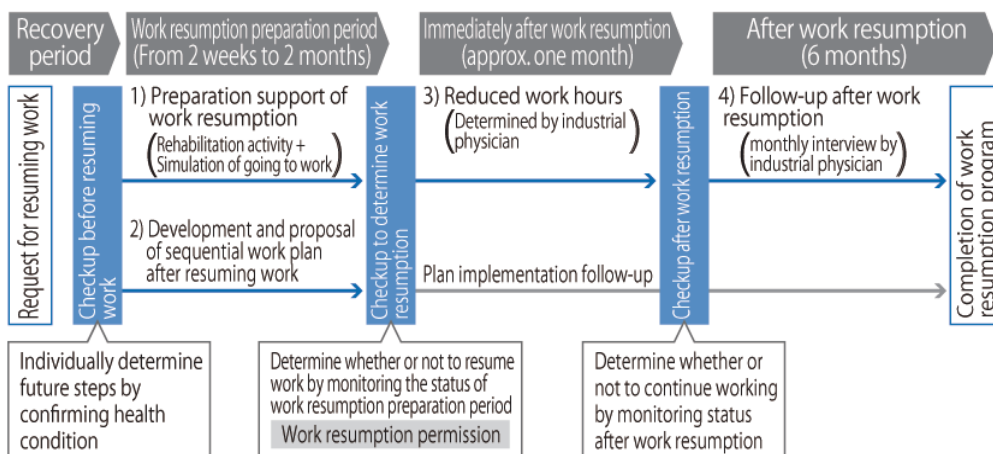 Recovery
period
Work resumption preparation period
(From 2 weeks to 2 months)
Immediately after work resumption
(approx. one month)
After work resumption
(6 months)
Request for resuming work
Checkup before resuming
work
1) Preparation support of
work resumption
(Rehabilitation activity +
Simulation of going to work)
2) Development and proposal
of sequential work plan
after resuming work
Checkup to determine work
resumption
3) Reduced work hours
(Determined by industrial
physician)
Plan implementation follow-up
Checkup after work resumption
4) Follow-up after work
resumption
(monthly interview by
industrial physician)
Completion of work
resumption program
Individually determine
future steps by
confirming health
condition
Determine whether or not to resume
work by monitoring the status of
work resumption preparation period
Work resumption permission
Determine whether or
not to continue working
by monitoring status
after work resumption